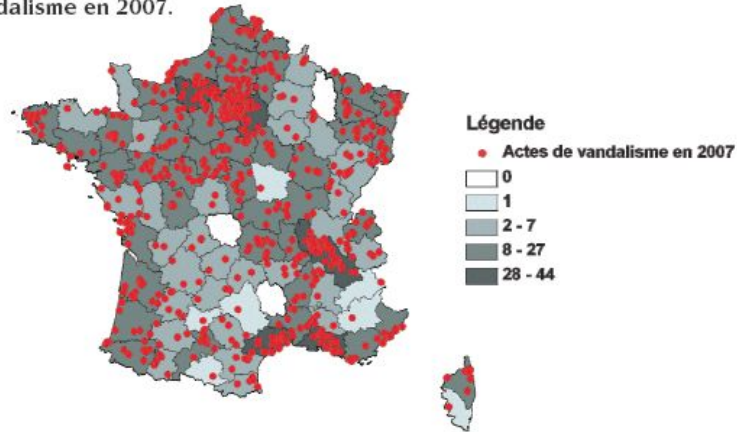 dalisme en 2007.
Légende
Actes de vandalisme en 2007
0
1
2 - 7
8 - 27
28 - 44